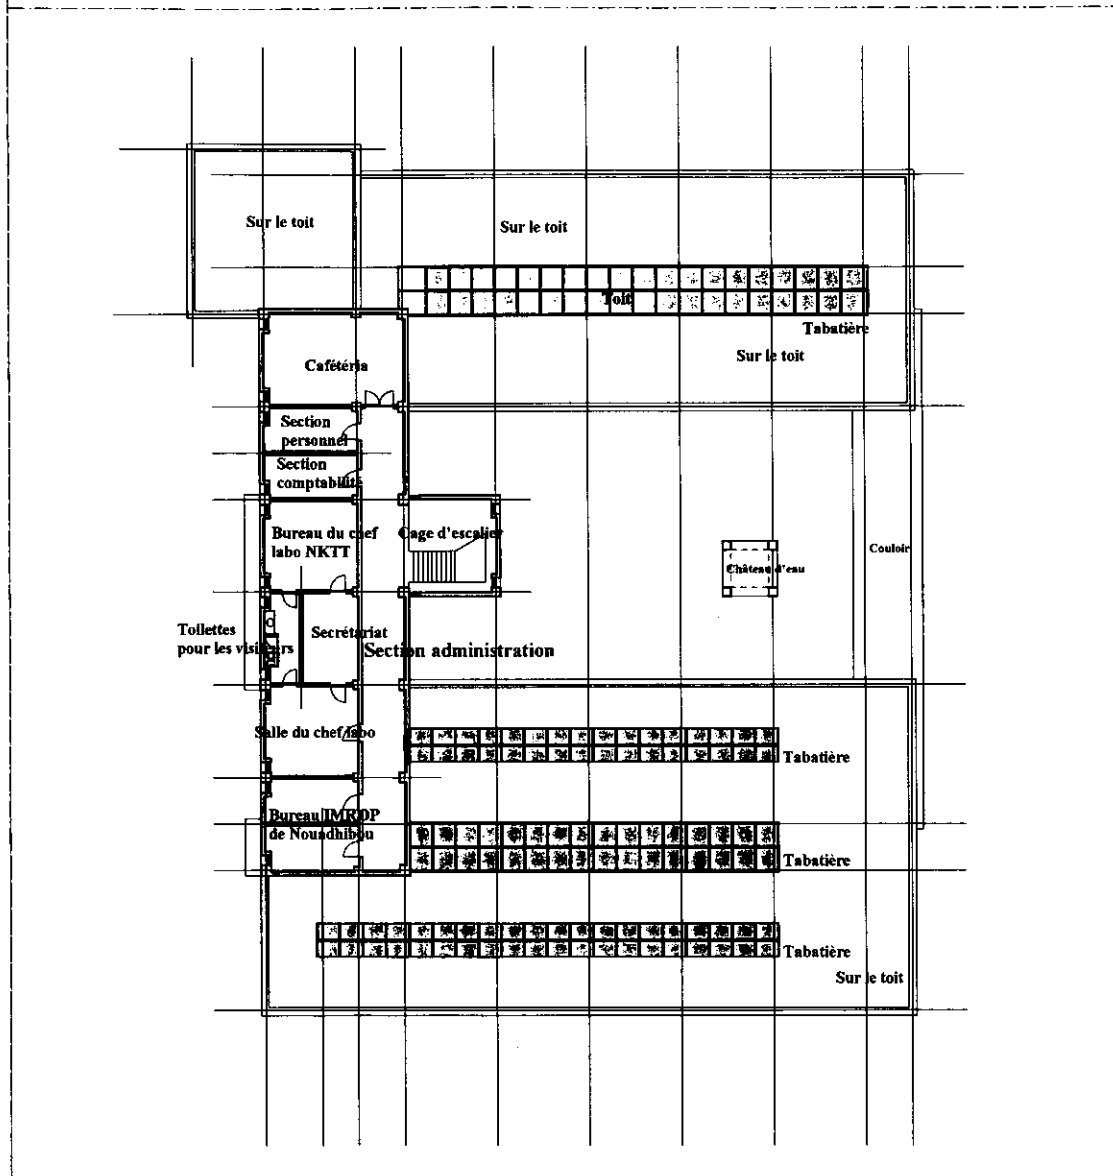 Sur le toit
Sur le toit
Toit
Tabatière
Sur le toit
Cafétéria
Section
personnel
Section
comptabilité
Bureau du chef
labo NKTT
Cage d'escalier
Couloir
Château d'eau
Toilettes
pour les visiteurs
Secrétariat
Section administration
Salle du chef labo
Tabatière
Bureau IMROP
de Nouadhibou
Tabatière
Tabatière
Sur le toit